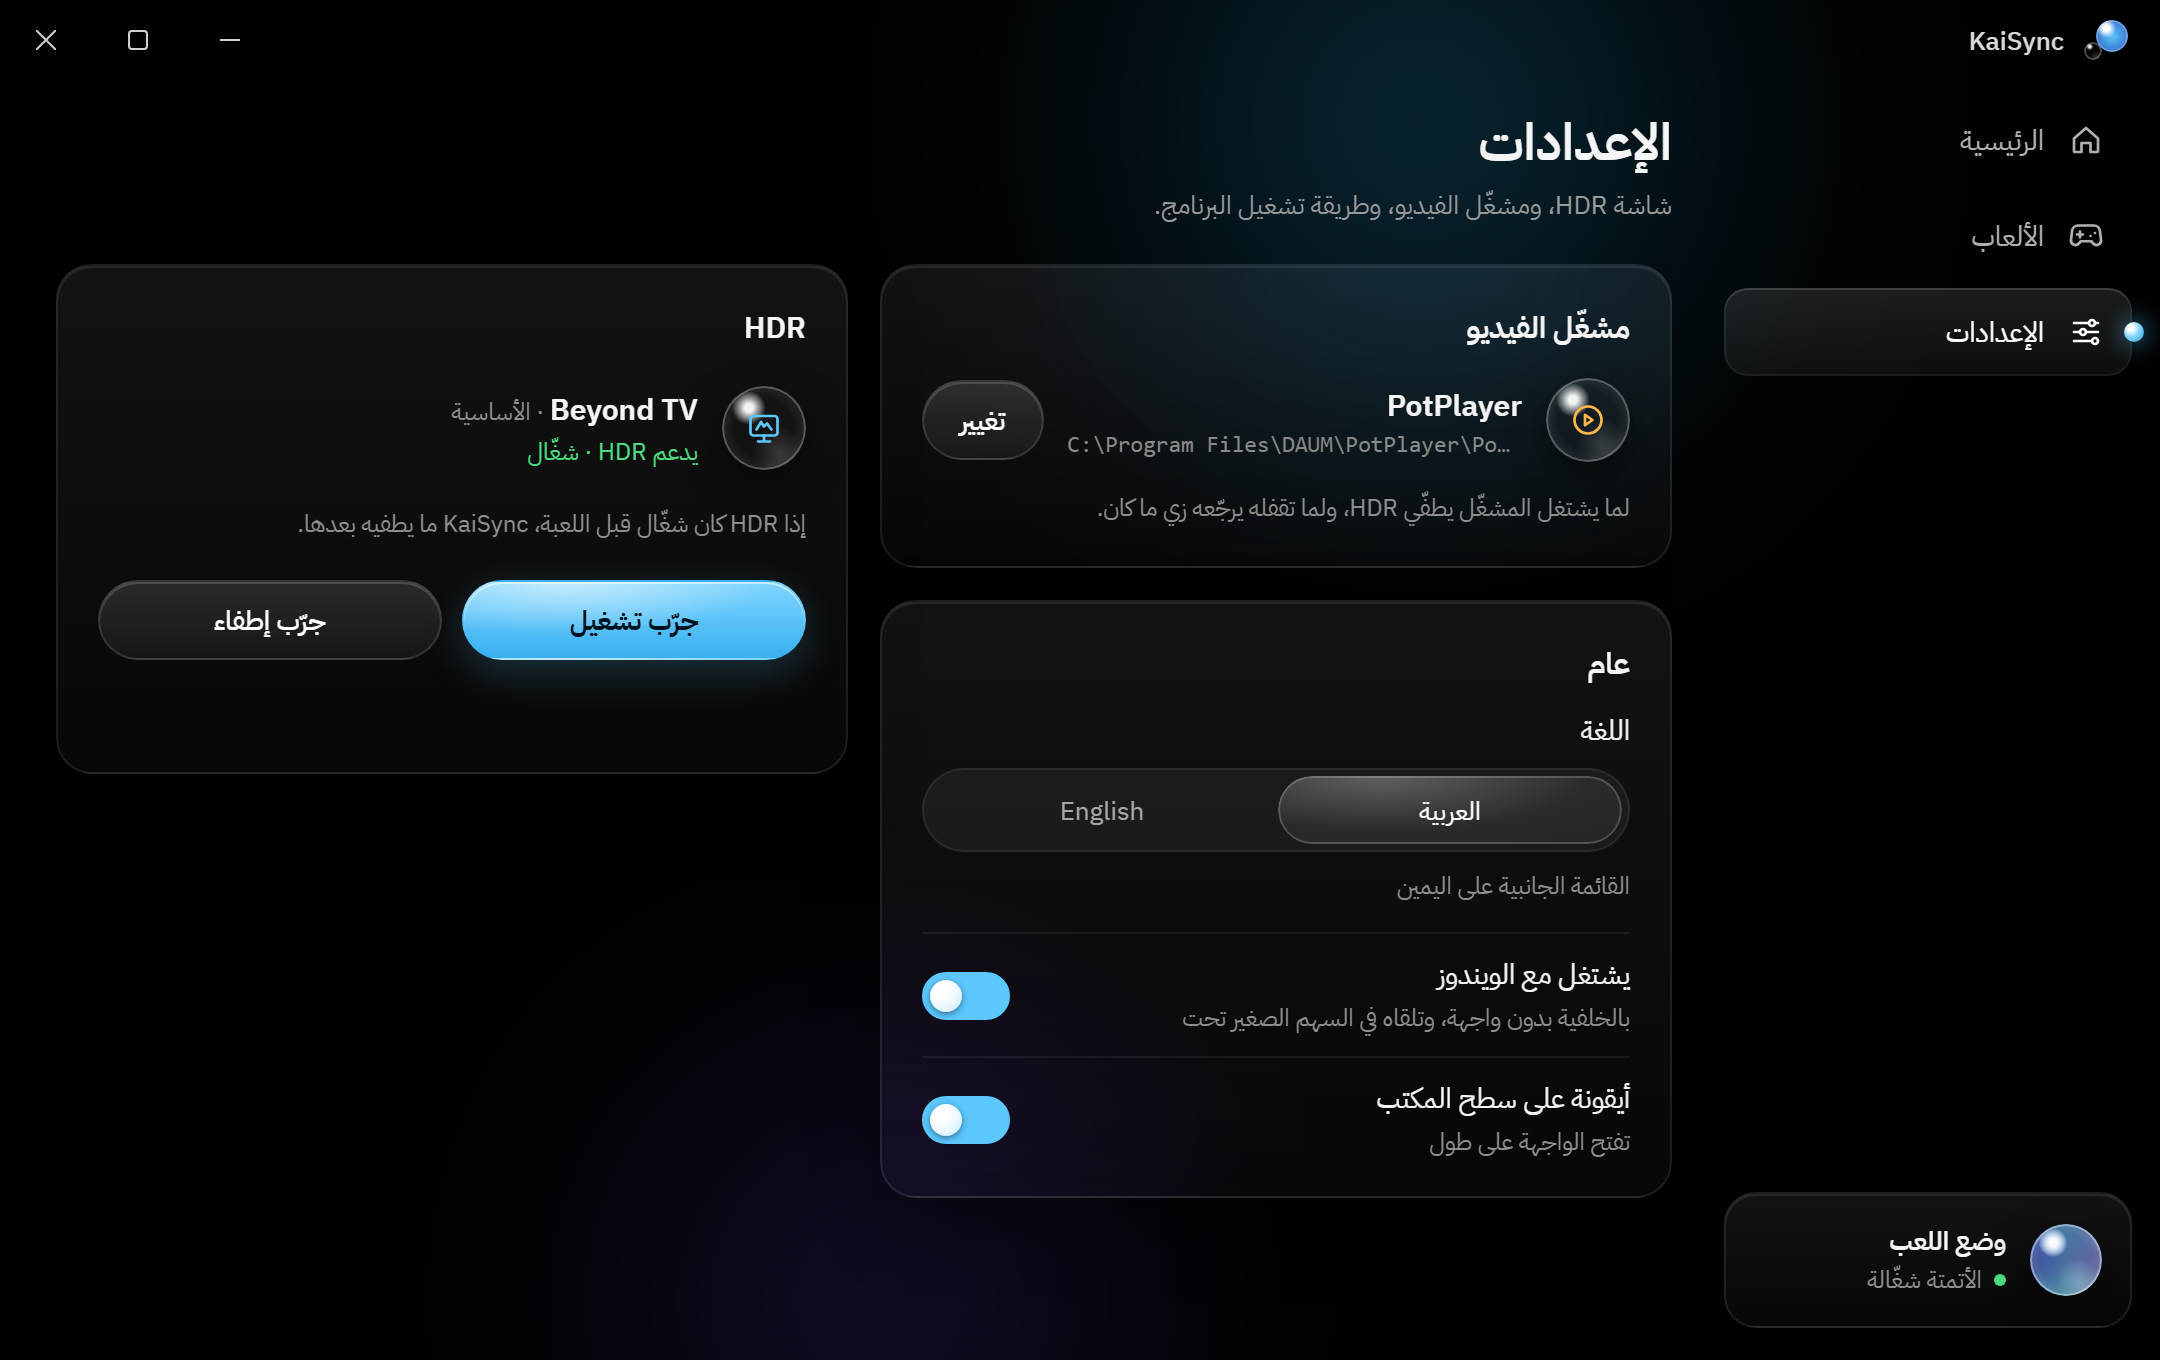 KaiSync
الرئيسية
الألعاب
الإعدادات
وضع اللعب
الأتمتة شغّالة
الإعدادات
شاشة HDR، ومشغّل الفيديو، وطريقة تشغيل البرنامج.
مشغّل الفيديو
PotPlayer
C:\Program Files\DAUM\PotPlayer\Po…
تغيير
لما يشتغل المشغّل يطفّي HDR، ولما تقفله يرجّعه زي ما كان.
عام
اللغة
العربية
English
القائمة الجانبية على اليمين
يشتغل مع الويندوز
بالخلفية بدون واجهة، وتلقاه في السهم الصغير تحت
أيقونة على سطح المكتب
تفتح الواجهة على طول
HDR
Beyond TV · الأساسية
يدعم HDR · شغّال
إذا HDR كان شغّال قبل اللعبة، KaiSync ما يطفيه بعدها.
جرّب تشغيل
جرّب إطفاء